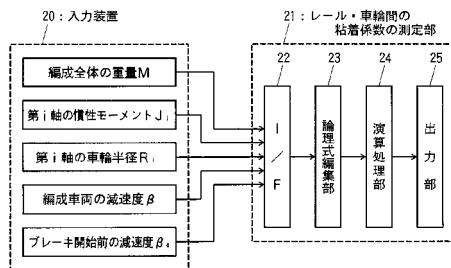 20：入力装置
編成全体の重量M
第i軸の慣性モーメントJi
第i軸の車輪半径Ri
編成車両の減速度β
ブレーキ開始前の減速度βd
21：レール・車輪間の
粘着係数の測定部
22
23
24
25
I／F
論理式編集部
演算処理部
出力部